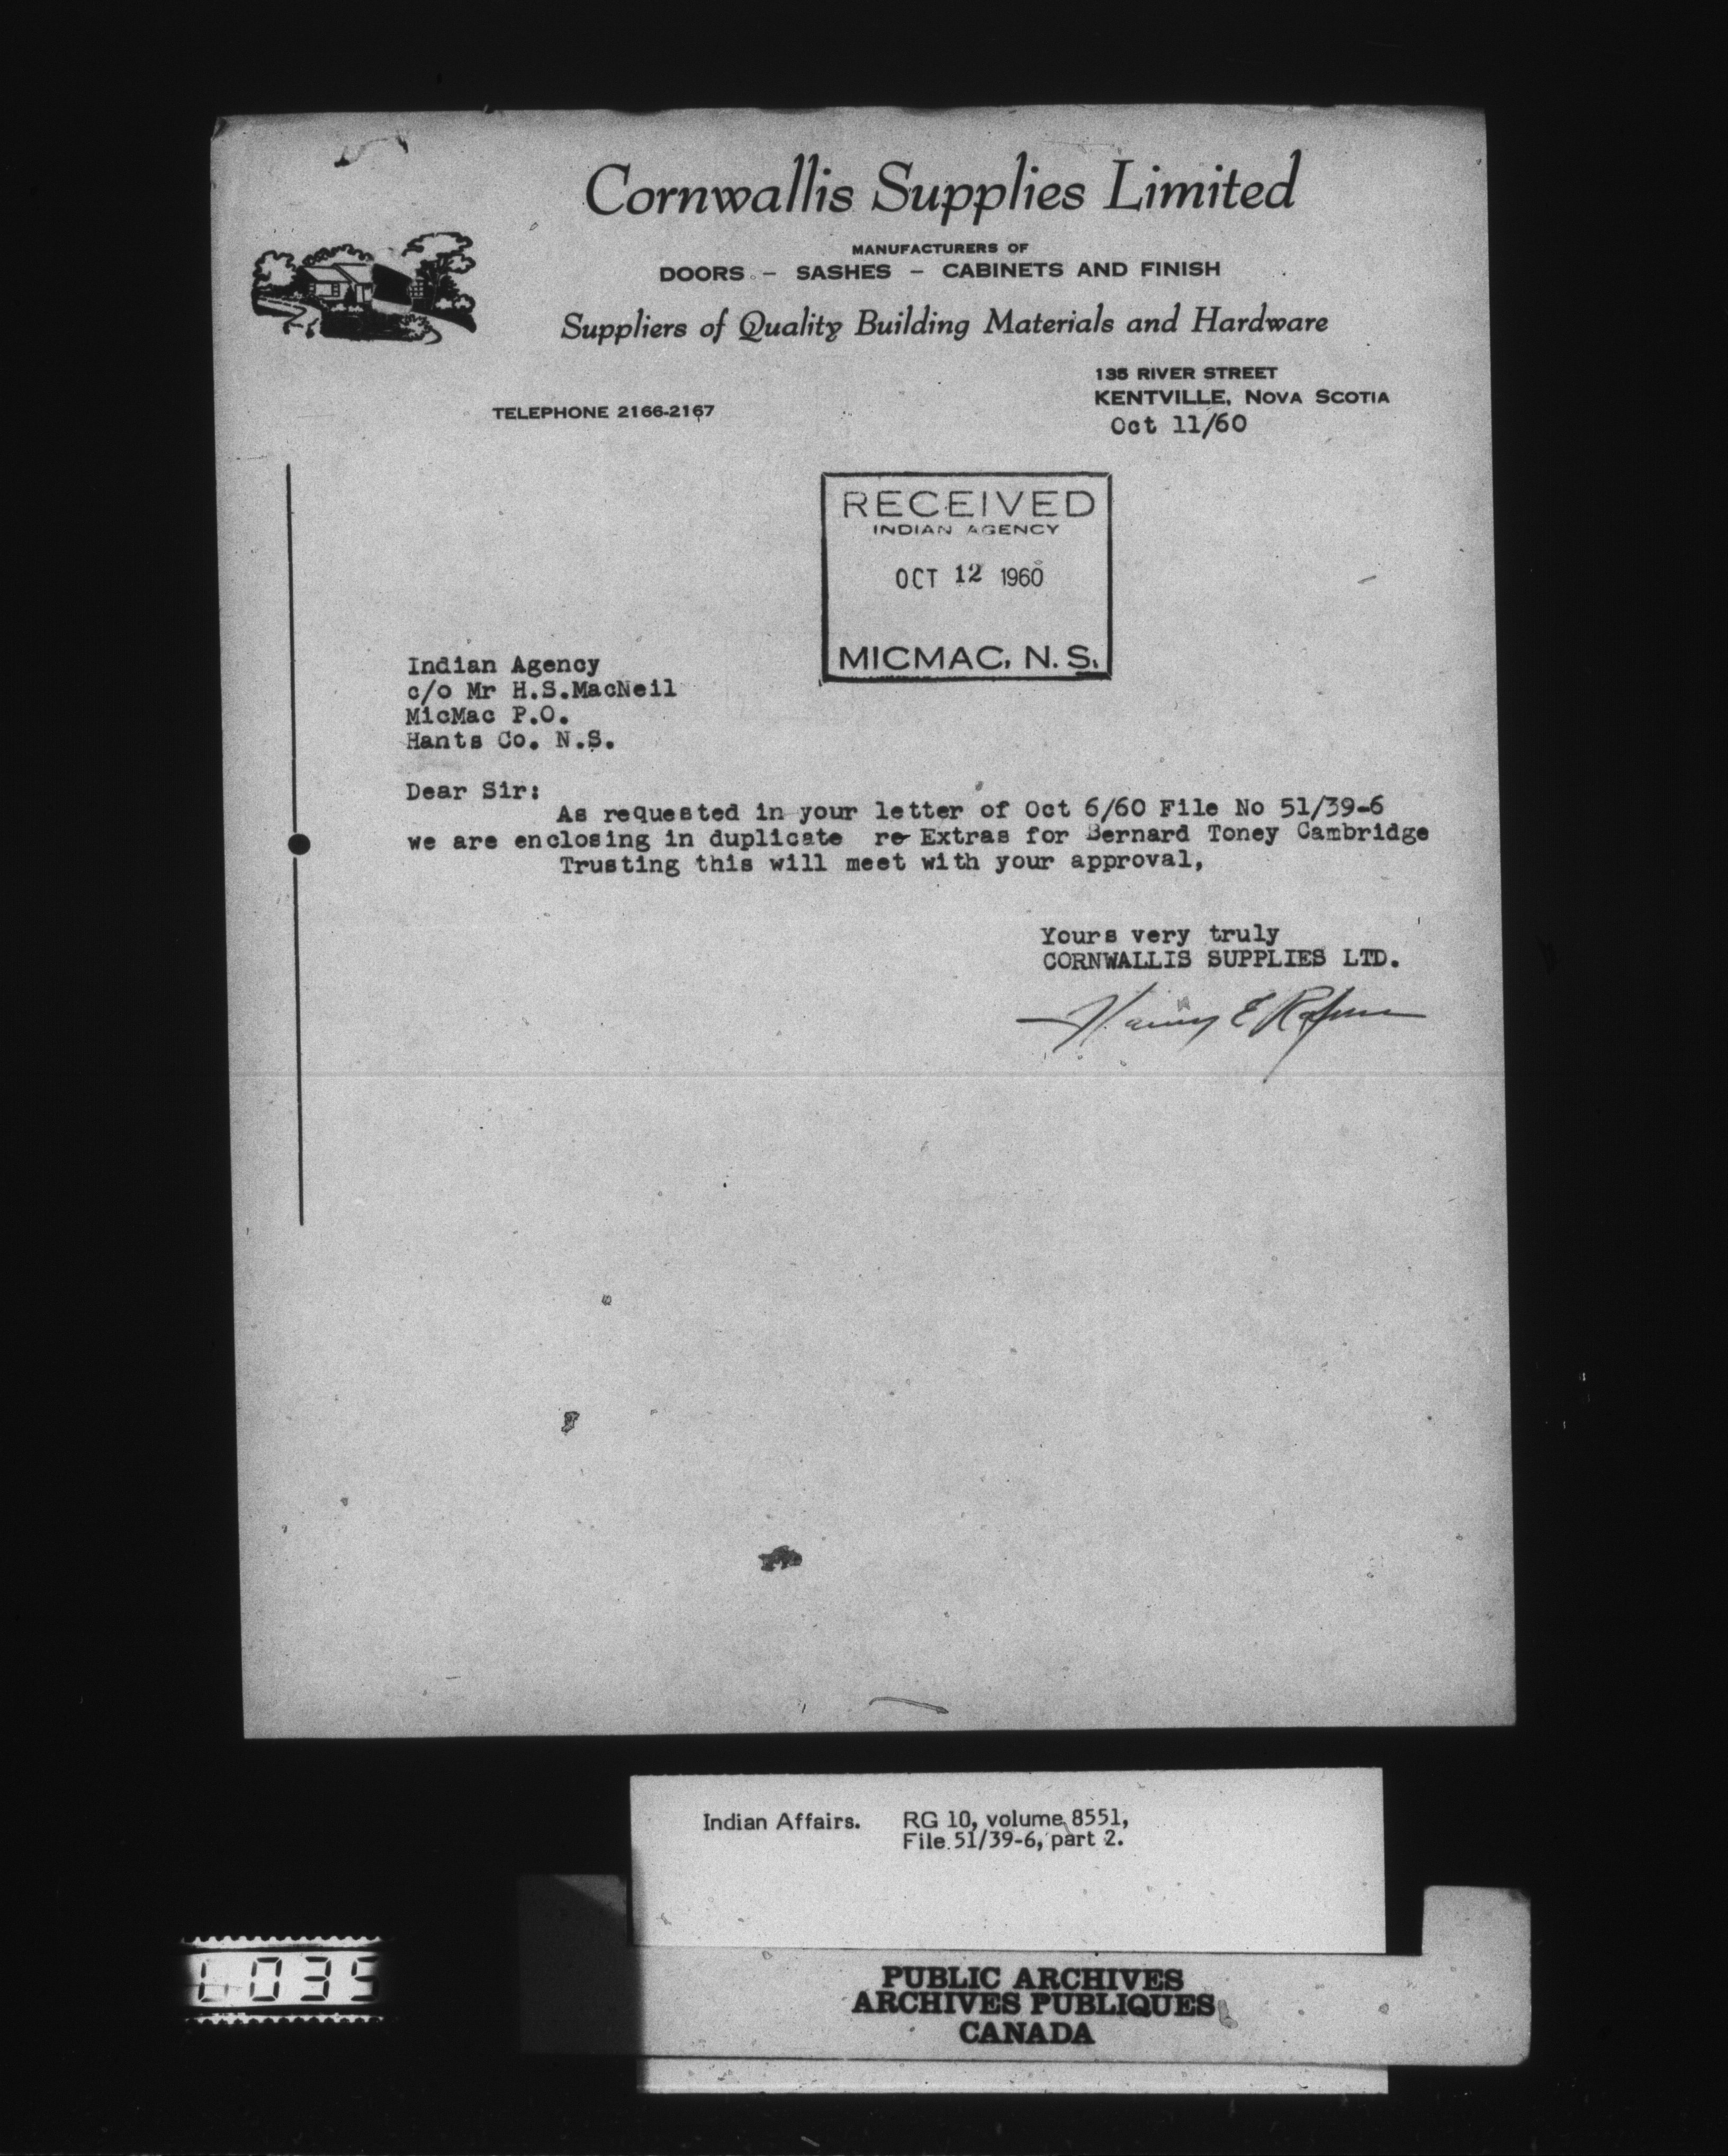 Cornwallis Supplies Limited
MANUFACTURERS OF
DOORS - SASHES - CABINETS AND FINISH
Suppliers of Quality Building Materials and Hardware
135 RIVER STREET
KENTVILLE, NOVA SCOTIA
TELEPHONE 2166-2167
Oct 11/60
RECEIVED
INDIAN AGENCY
OCT 12 1960
MICMAC, N.S.
Indian Agency
c/o Mr H.S.MacNeil
MicMac P.O.
Hants Co. N.S.
Dear Sir:
As requested in your letter of Oct 6/60 File No 51/39-6
we are enclosing in duplicate re Extras for Bernard Toney Cambridge
Trusting this will meet with your approval,
Yours very truly
CORNWALLIS SUPPLIES LTD.
Indian Affairs. RG 10, volume 8551,
File 51/39-6, part 2.
PUBLIC ARCHIVES
ARCHIVES PUBLIQUES
CANADA